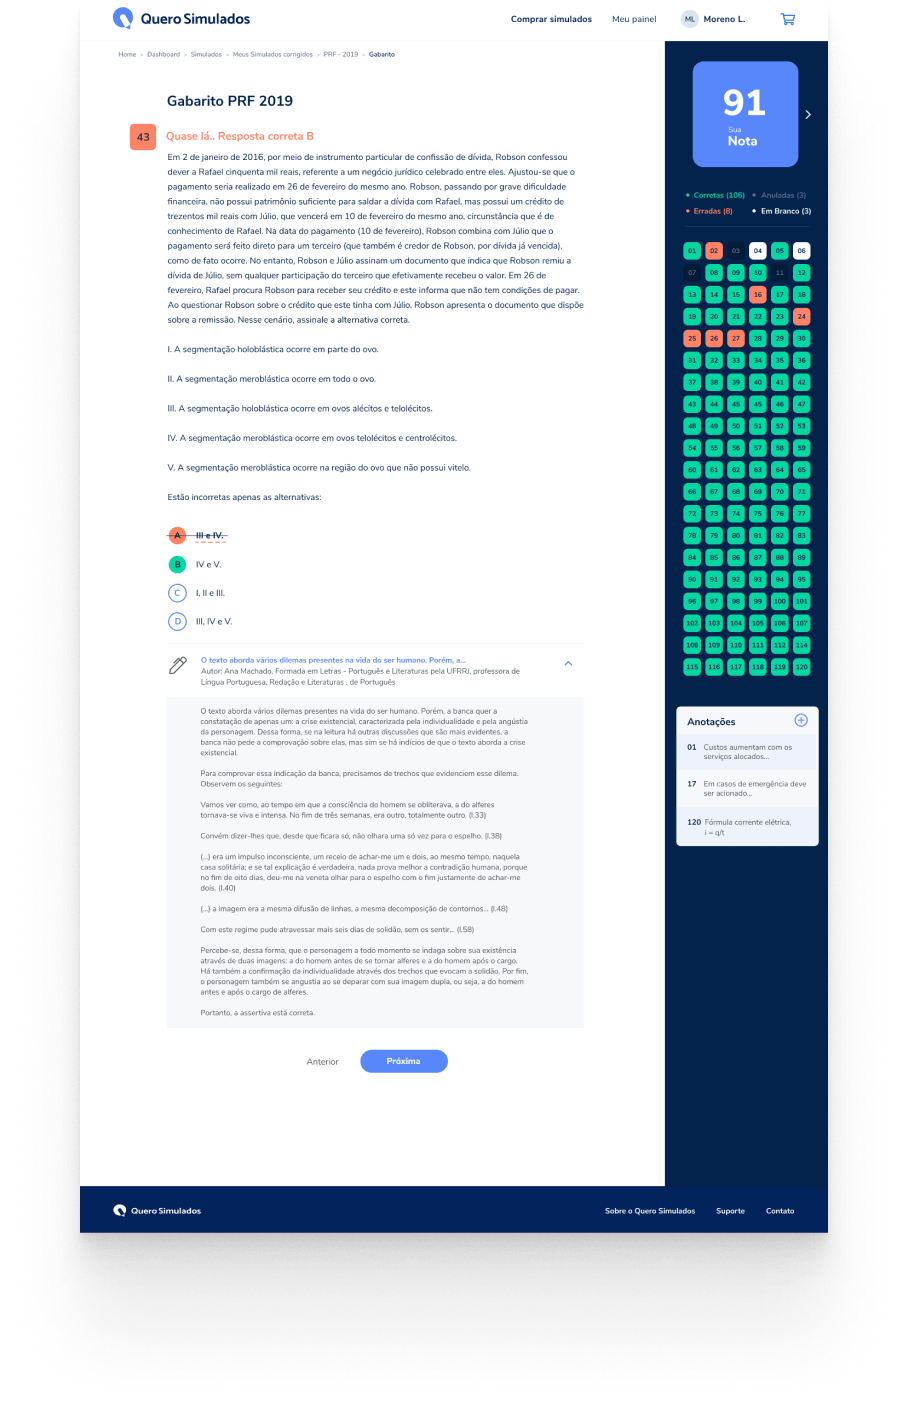 Quero Simulados
Comprar simulados
Meu painel
ML
Moreno L.
Home > Dashboard > Simulados > Meus Simulados corrigidos > PRF - 2019 > Gabarito
Gabarito PRF 2019
43
Quase lá.. Resposta correta B
Em 2 de janeiro de 2016, por meio de instrumento particular de confissão de dívida, Robson confessou
dever a Rafael cinquenta mil reais, referente a um negócio jurídico celebrado entre eles. Ajustou-se que o
pagamento seria realizado em 26 de fevereiro do mesmo ano. Robson, passando por grave dificuldade
financeira, não possui patrimônio suficiente para saldar a dívida com Rafael, mas possui um crédito de
trezentos mil reais com Júlio, que vencerá em 10 de fevereiro do mesmo ano, circunstância que é de
conhecimento de Rafael. Na data do pagamento (10 de fevereiro), Robson combina com Júlio que o
pagamento será feito direto para um terceiro (que também é credor de Robson, por dívida já vencida),
como de fato ocorre. No entanto, Robson e Júlio assinam um documento que indica que Robson remiu a
dívida de Júlio, sem qualquer participação do terceiro que efetivamente recebeu o valor. Em 26 de
fevereiro, Rafael procura Robson para receber seu crédito e este informa que não tem condições de pagar.
Ao questionar Robson sobre o crédito que este tinha com Júlio, Robson apresenta o documento que dispõe
sobre a remissão. Nesse cenário, assinale a alternativa correta.
I. A segmentação holoblástica ocorre em parte do ovo.
II. A segmentação meroblástica ocorre em todo o ovo.
III. A segmentação holoblástica ocorre em ovos alécitos e telolécitos.
IV. A segmentação meroblástica ocorre em ovos telolécitos e centrolécitos.
V. A segmentação meroblástica ocorre na região do ovo que não possui vitelo.
Estão incorretas apenas as alternativas:
A III e IV.
B IV e V.
C I, II e III.
D III, IV e V.
O texto aborda vários dilemas presentes na vida do ser humano. Porém, a...
Autor: Ana Machado, Formada em Letras - Português e Literaturas pela UFRRJ, professora de
Língua Portuguesa, Redação e Literaturas , de Português
O texto aborda vários dilemas presentes na vida do ser humano. Porém, a banca quer a
constatação de apenas um: a crise existencial, caracterizada pela individualidade e pela angústia
da personagem. Dessa forma, se na leitura há outras discussões que são mais evidentes, a
banca não pede a comprovação sobre elas, mas sim se há indícios de que o texto aborda a crise
existencial.
Para comprovar essa indicação da banca, precisamos de trechos que evidenciem esse dilema.
Observem os seguintes:
Vamos ver como, ao tempo em que a consciência do homem se obliterava, a do alferes
tornava-se viva e intensa. No fim de três semanas, era outro, totalmente outro. (l.33)
Convém dizer-lhes que, desde que ficara só, não olhara uma só vez para o espelho. (l.38)
(...) era um impulso inconsciente, um receio de achar-me um e dois, ao mesmo tempo, naquela
casa solitária; e se tal explicação é verdadeira, nada prova melhor a contradição humana, porque
no fim de oito dias, deu-me na veneta olhar para o espelho com o fim justamente de achar-me
dois. (l.40)
(...) a imagem era a mesma difusão de linhas, a mesma decomposição de contornos... (l.48)
Com este regime pude atravessar mais seis dias de solidão, sem os sentir... (l.58)
Percebe-se, dessa forma, que o personagem a todo momento se indaga sobre sua existência
através de duas imagens: a do homem antes de se tornar alferes e a do homem após o cargo.
Há também a confirmação da individualidade através dos trechos que evocam a solidão. Por fim,
o personagem também se angustia ao se deparar com sua imagem dupla, ou seja, a do homem
antes e após o cargo de alferes.
Portanto, a assertiva está correta.
Anterior
Próxima
91
Sua
Nota
Corretas (106)
Anuladas (3)
Erradas (8)
Em Branco (3)
01 02 03 04 05 06
07 08 09 10 11 12
13 14 15 16 17 18
19 20 21 22 23 24
25 26 27 28 29 30
31 32 33 34 35 36
37 38 39 40 41 42
43 44 45 45 46 47
48 49 50 51 52 53
54 55 56 57 58 59
60 61 62 63 64 65
66 67 68 69 70 71
72 73 74 75 76 77
78 79 80 81 82 83
84 85 86 87 88 89
90 91 92 93 94 95
96 97 98 99 100 101
102 103 104 105 106 107
108 109 110 111 112 114
115 116 117 118 119 120
Anotações
01 Custos aumentam com os
serviços alocados...
17 Em casos de emergência deve
ser acionado...
120 Fórmula corrente elétrica,
i = q/t
Quero Simulados
Sobre o Quero Simulados
Suporte
Contato